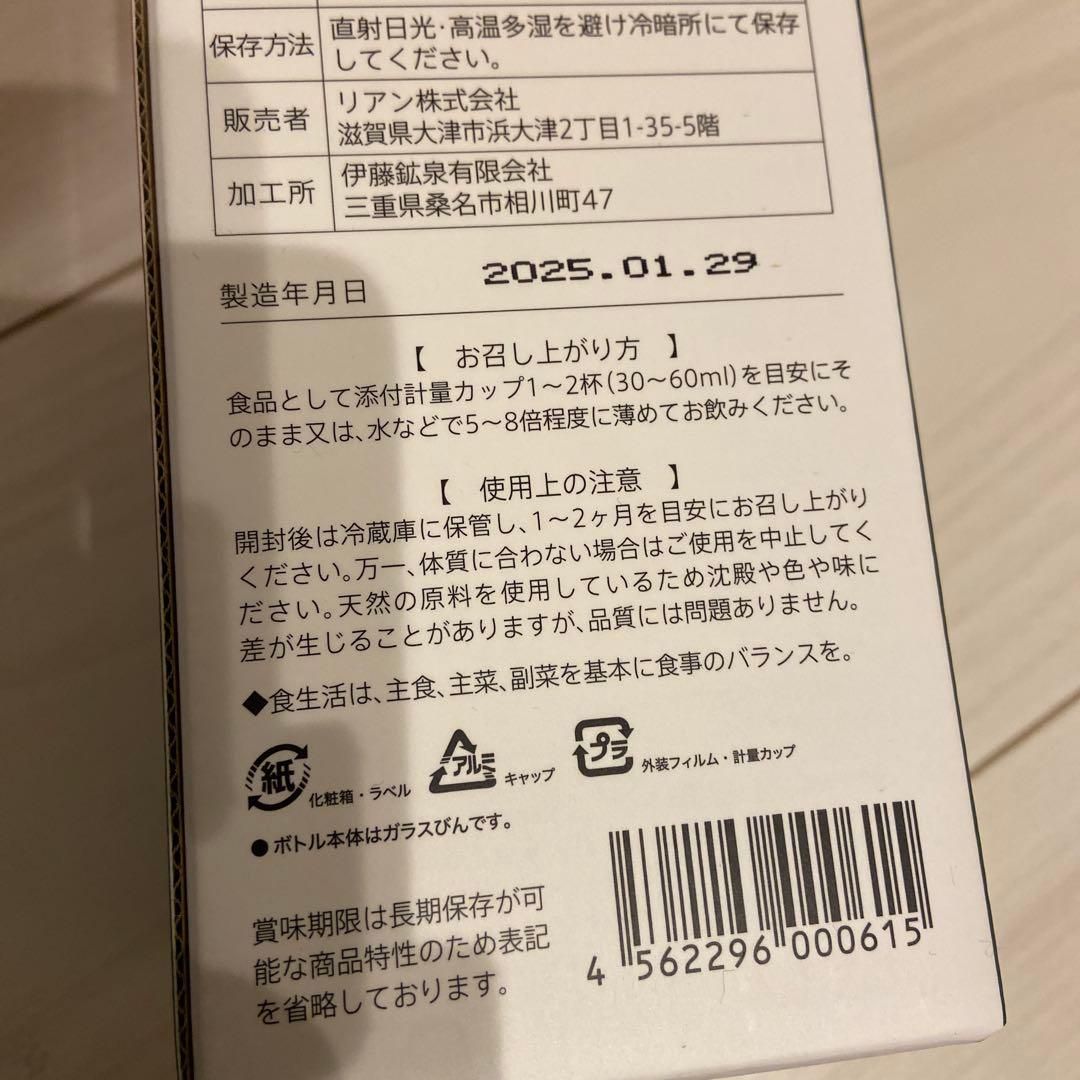 保存方法
直射日光・高温多湿を避け冷暗所にて保存
してください。
販売者
リアン株式会社
滋賀県大津市浜大津2丁目1-35-5階
加工所
伊藤鉱泉有限会社
三重県桑名市相川町47
製造年月日 2025.01.29
【 お召し上がり方 】
食品として添付計量カップ1〜2杯(30〜60ml)を目安にそ
のまま又は、水などで5〜8倍程度に薄めてお飲みください。
【 使用上の注意 】
開封後は冷蔵庫に保管し、1〜2ヶ月を目安にお召し上がり
ください。万一、体質に合わない場合はご使用を中止してく
ださい。天然の原料を使用しているため沈殿や色や味に
差が生じることがありますが、品質には問題ありません。
◆食生活は、主食、主菜、副菜を基本に食事のバランスを。
紙 化粧箱・ラベル アルミ キャップ プラ 外装フィルム・計量カップ
●ボトル本体はガラスびんです。
賞味期限は長期保存が可
能な商品特性のため表記
を省略しております。
4 562296 000615